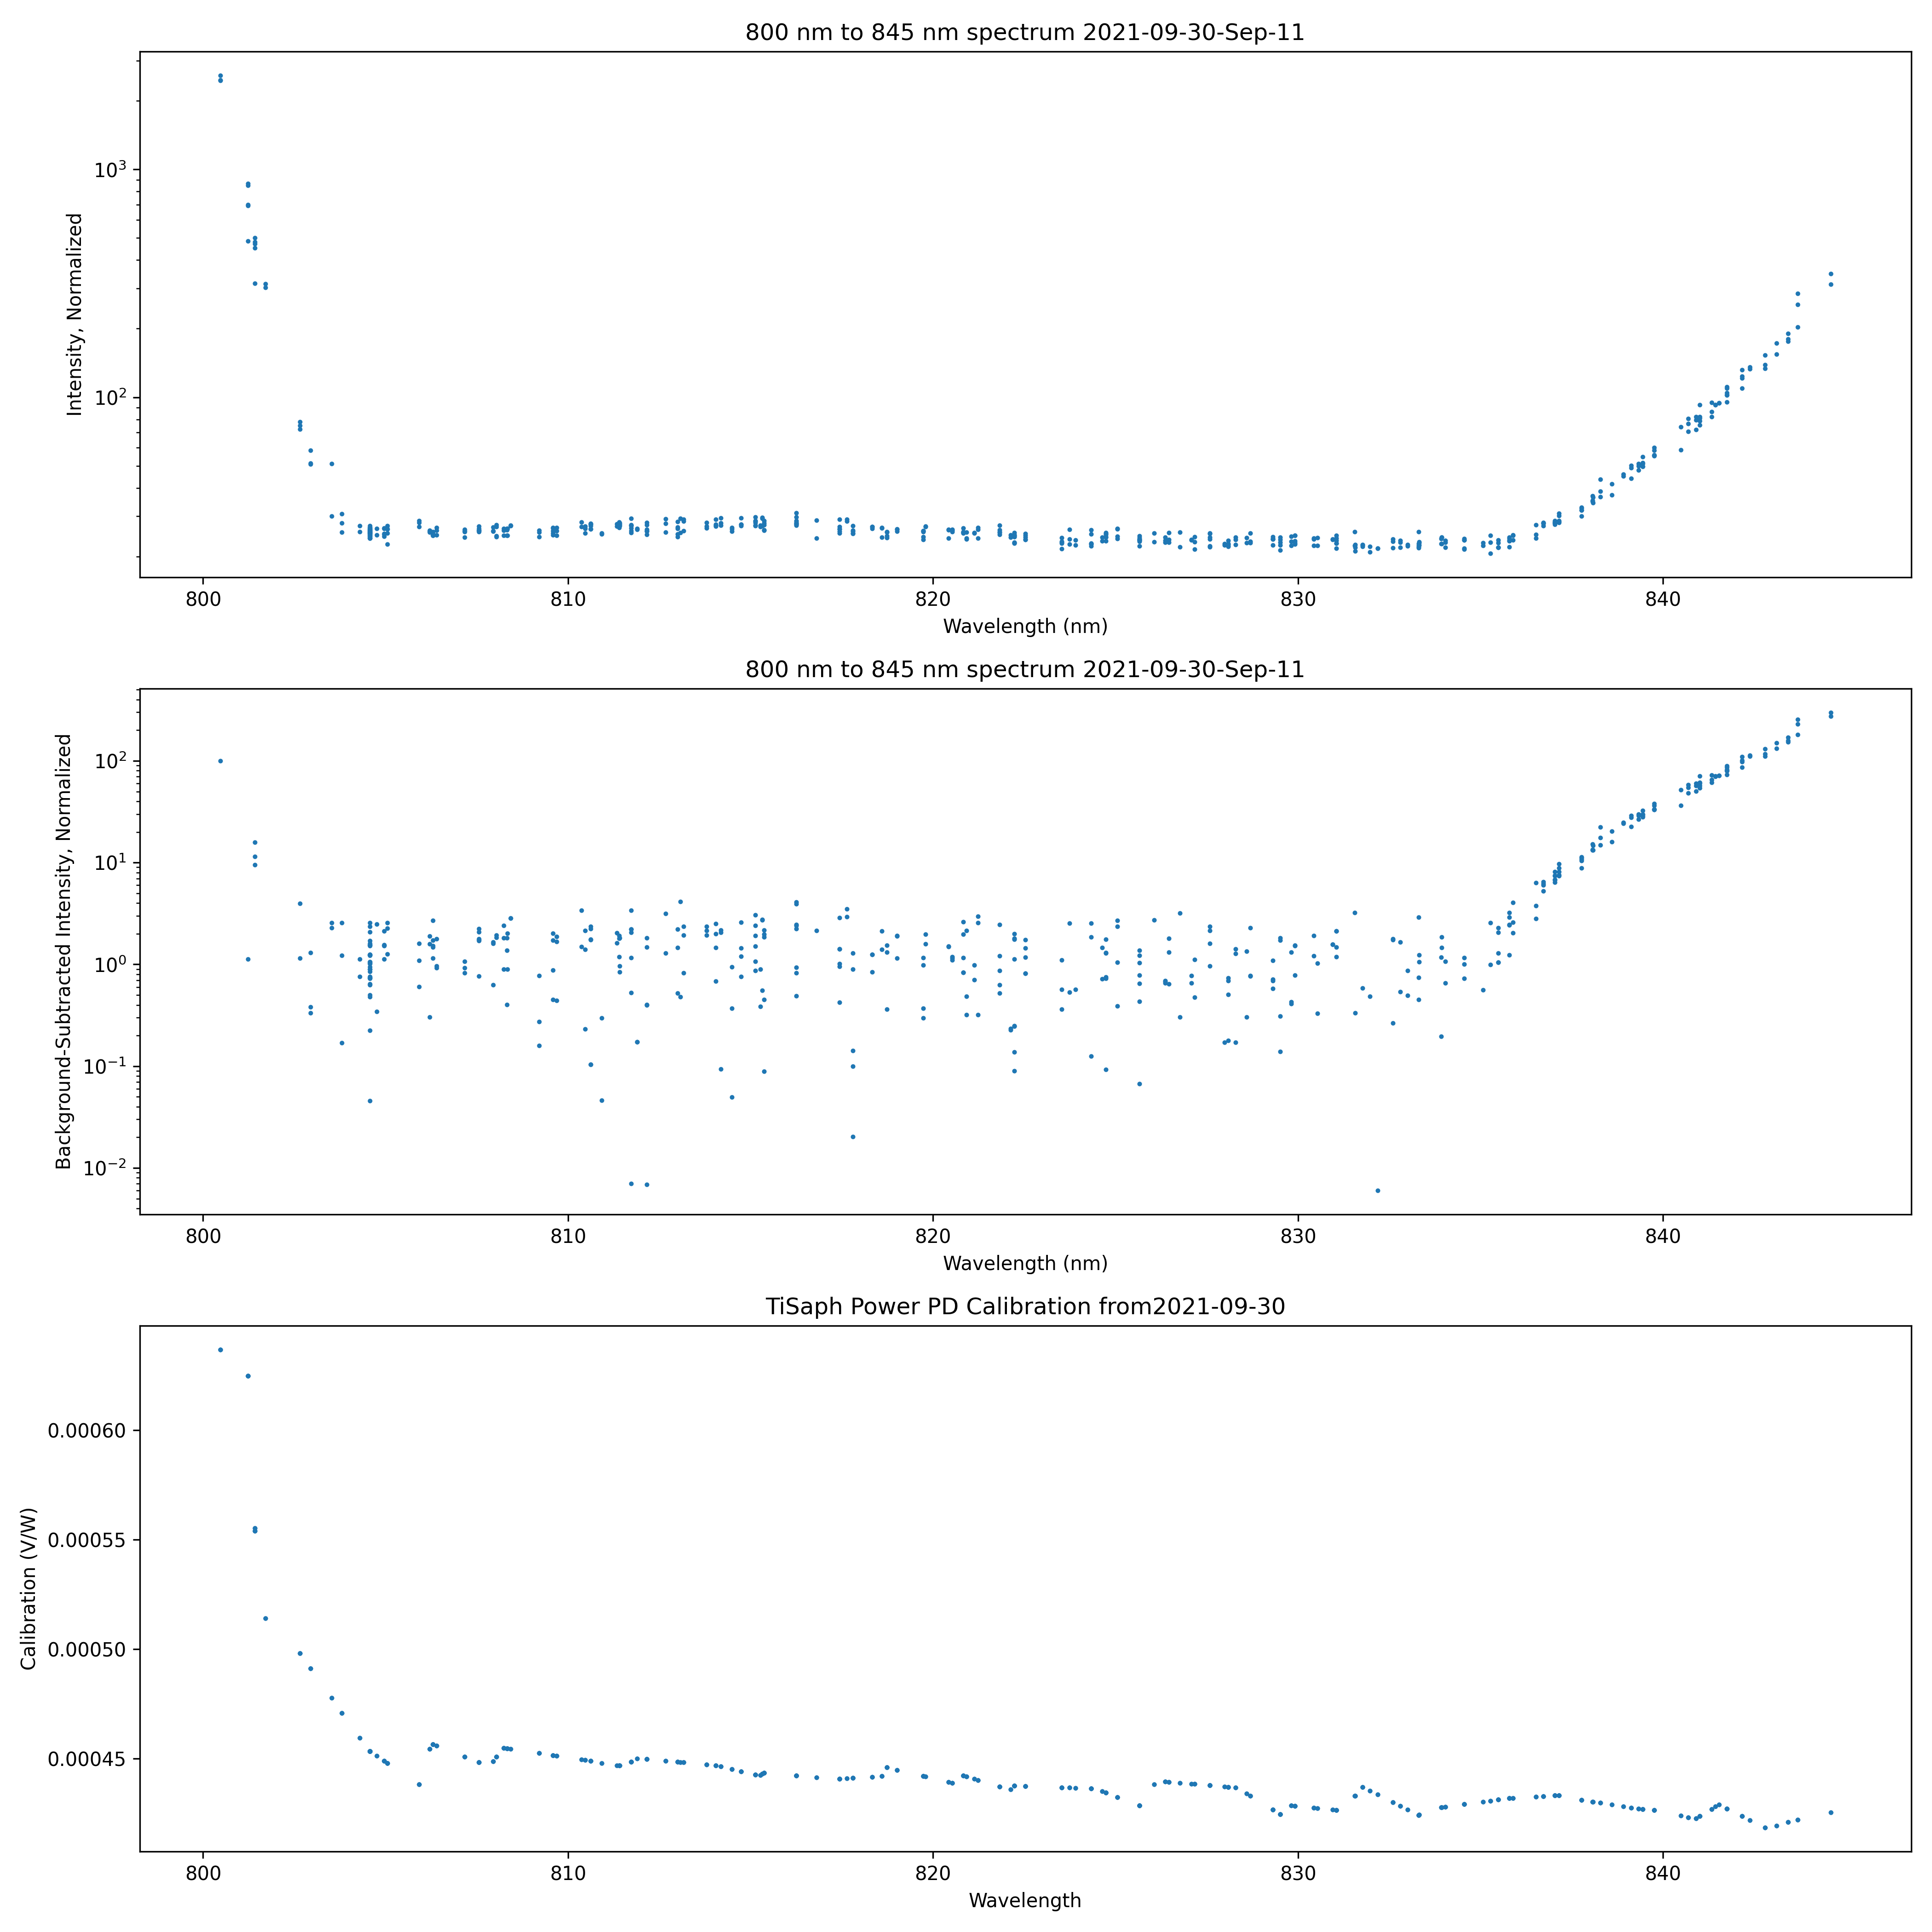 800 nm to 845 nm spectrum 2021-09-30-Sep-11
Intensity, Normalized
10³
10²
800 810 820 830 840
Wavelength (nm)
800 nm to 845 nm spectrum 2021-09-30-Sep-11
Background-Subtracted Intensity, Normalized
10²
10¹
10⁰
10⁻¹
10⁻²
800 810 820 830 840
Wavelength (nm)
TiSaph Power PD Calibration from2021-09-30
Calibration (V/W)
0.00060
0.00055
0.00050
0.00045
800 810 820 830 840
Wavelength